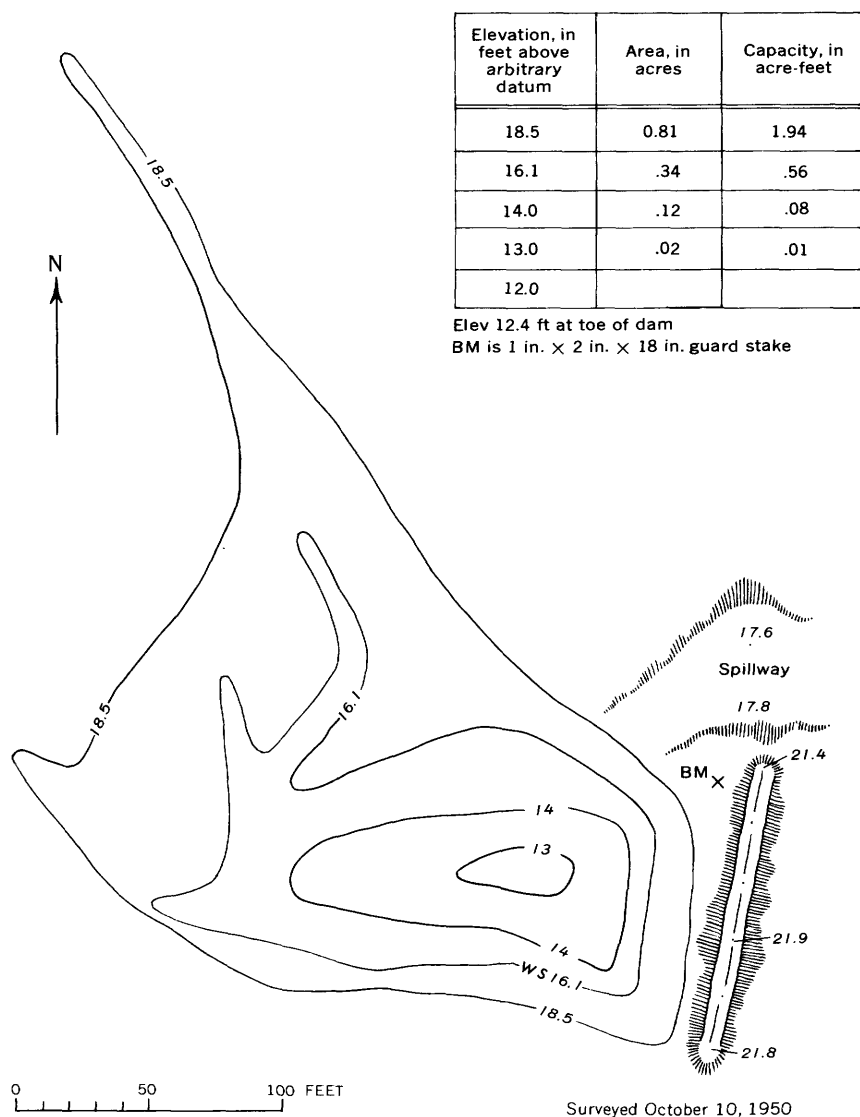 Elevation, in feet above arbitrary datum
Area, in acres
Capacity, in acre-feet
18.5 0.81 1.94
16.1 .34 .56
14.0 .12 .08
13.0 .02 .01
12.0
Elev 12.4 ft at toe of dam
BM is 1 in. × 2 in. × 18 in. guard stake
18.5
N
17.6
Spillway
17.8
18.5
16.1
21.4
BM
14
13
21.9
14
WS 16.1
18.5
21.8
0 50 100 FEET
Surveyed October 10, 1950